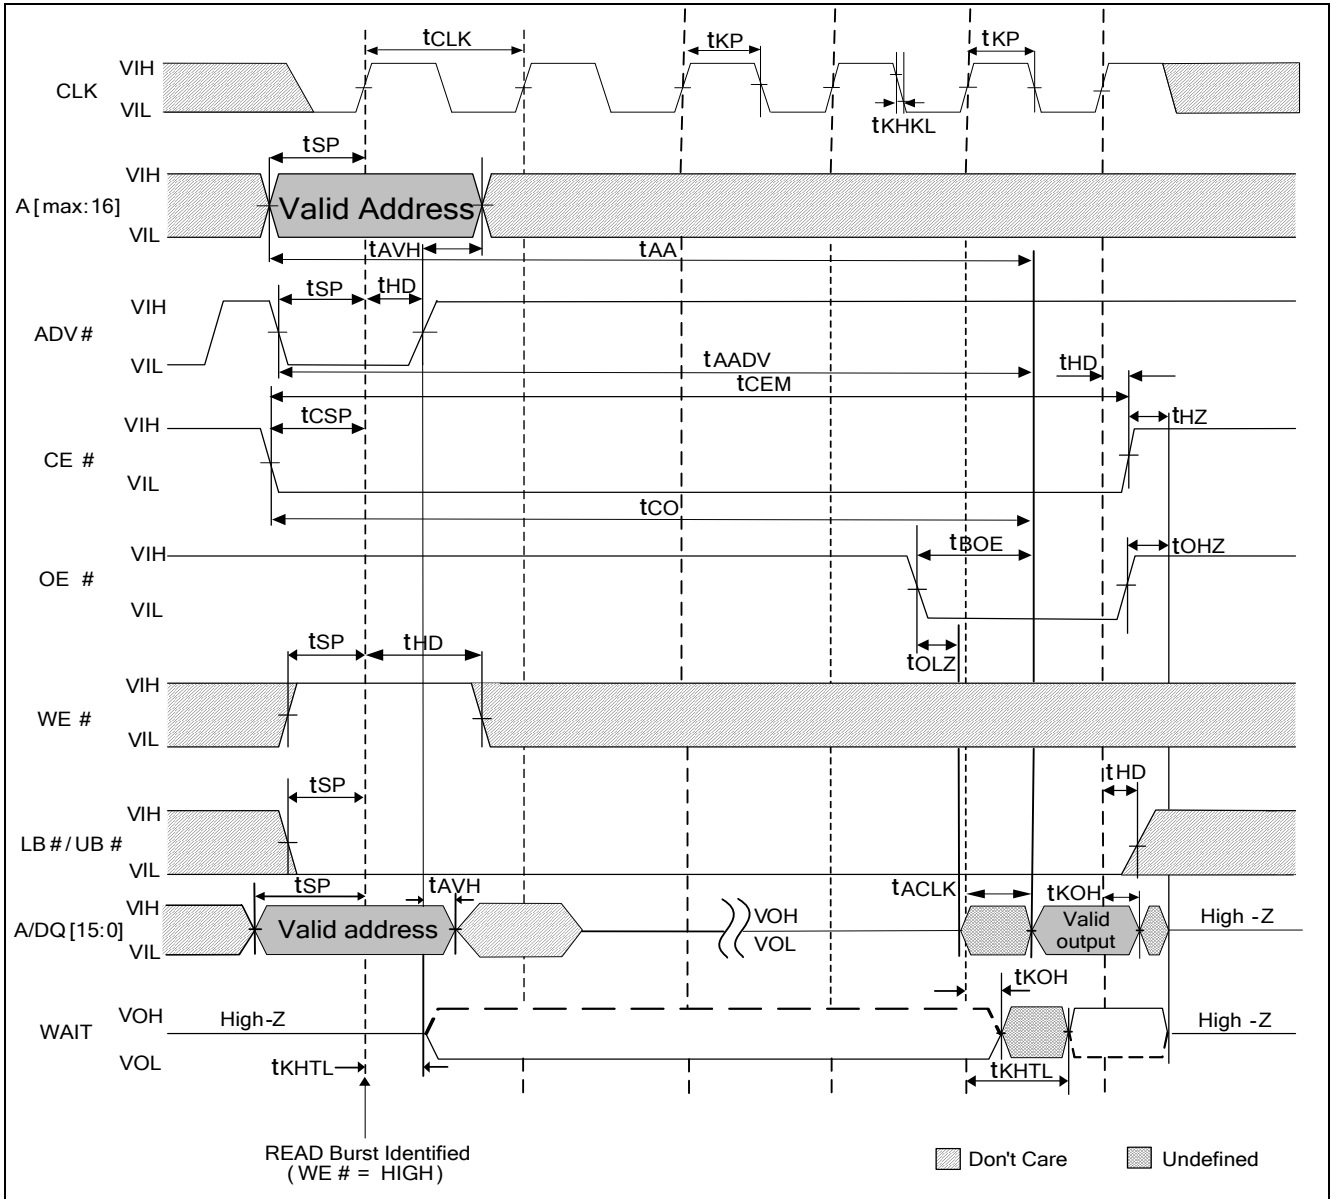 tCLK
tKP
tKP
VIH
CLK
VIL
tKHKL
tSP
VIH
A [max:16]
Valid Address
VIL
tAVH
tAA
tSP
tHD
VIH
ADV #
VIL
tAADV
tHD
tCEM
tCSP
tHZ
VIH
CE #
VIL
tCO
VIH
tBOE
tOHZ
OE #
VIL
tSP
tHD
tOLZ
VIH
WE #
VIL
tSP
tHD
VIH
LB # / UB #
VIL
tSP
tAVH
tACLK
tKOH
VIH
A/DQ [15:0]
Valid address
VOH
VOL
Valid output
High -Z
VIL
tKOH
VOH
WAIT
High-Z
High -Z
VOL
tKHTL
tKHTL
READ Burst Identified
(WE # = HIGH)
Don't Care
Undefined